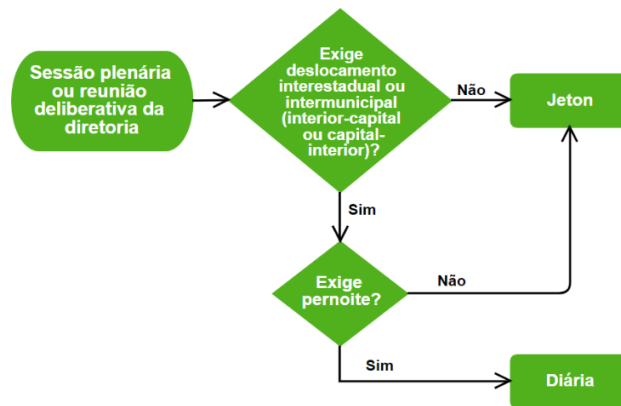 Sessão plenária
ou reunião
deliberativa da
diretoria
Exige
deslocamento
interestadual ou
intermunicipal
(interior-capital
ou capital-
interior)?
Não
Jeton
Sim
Exige
pernoite?
Não
Sim
Diária